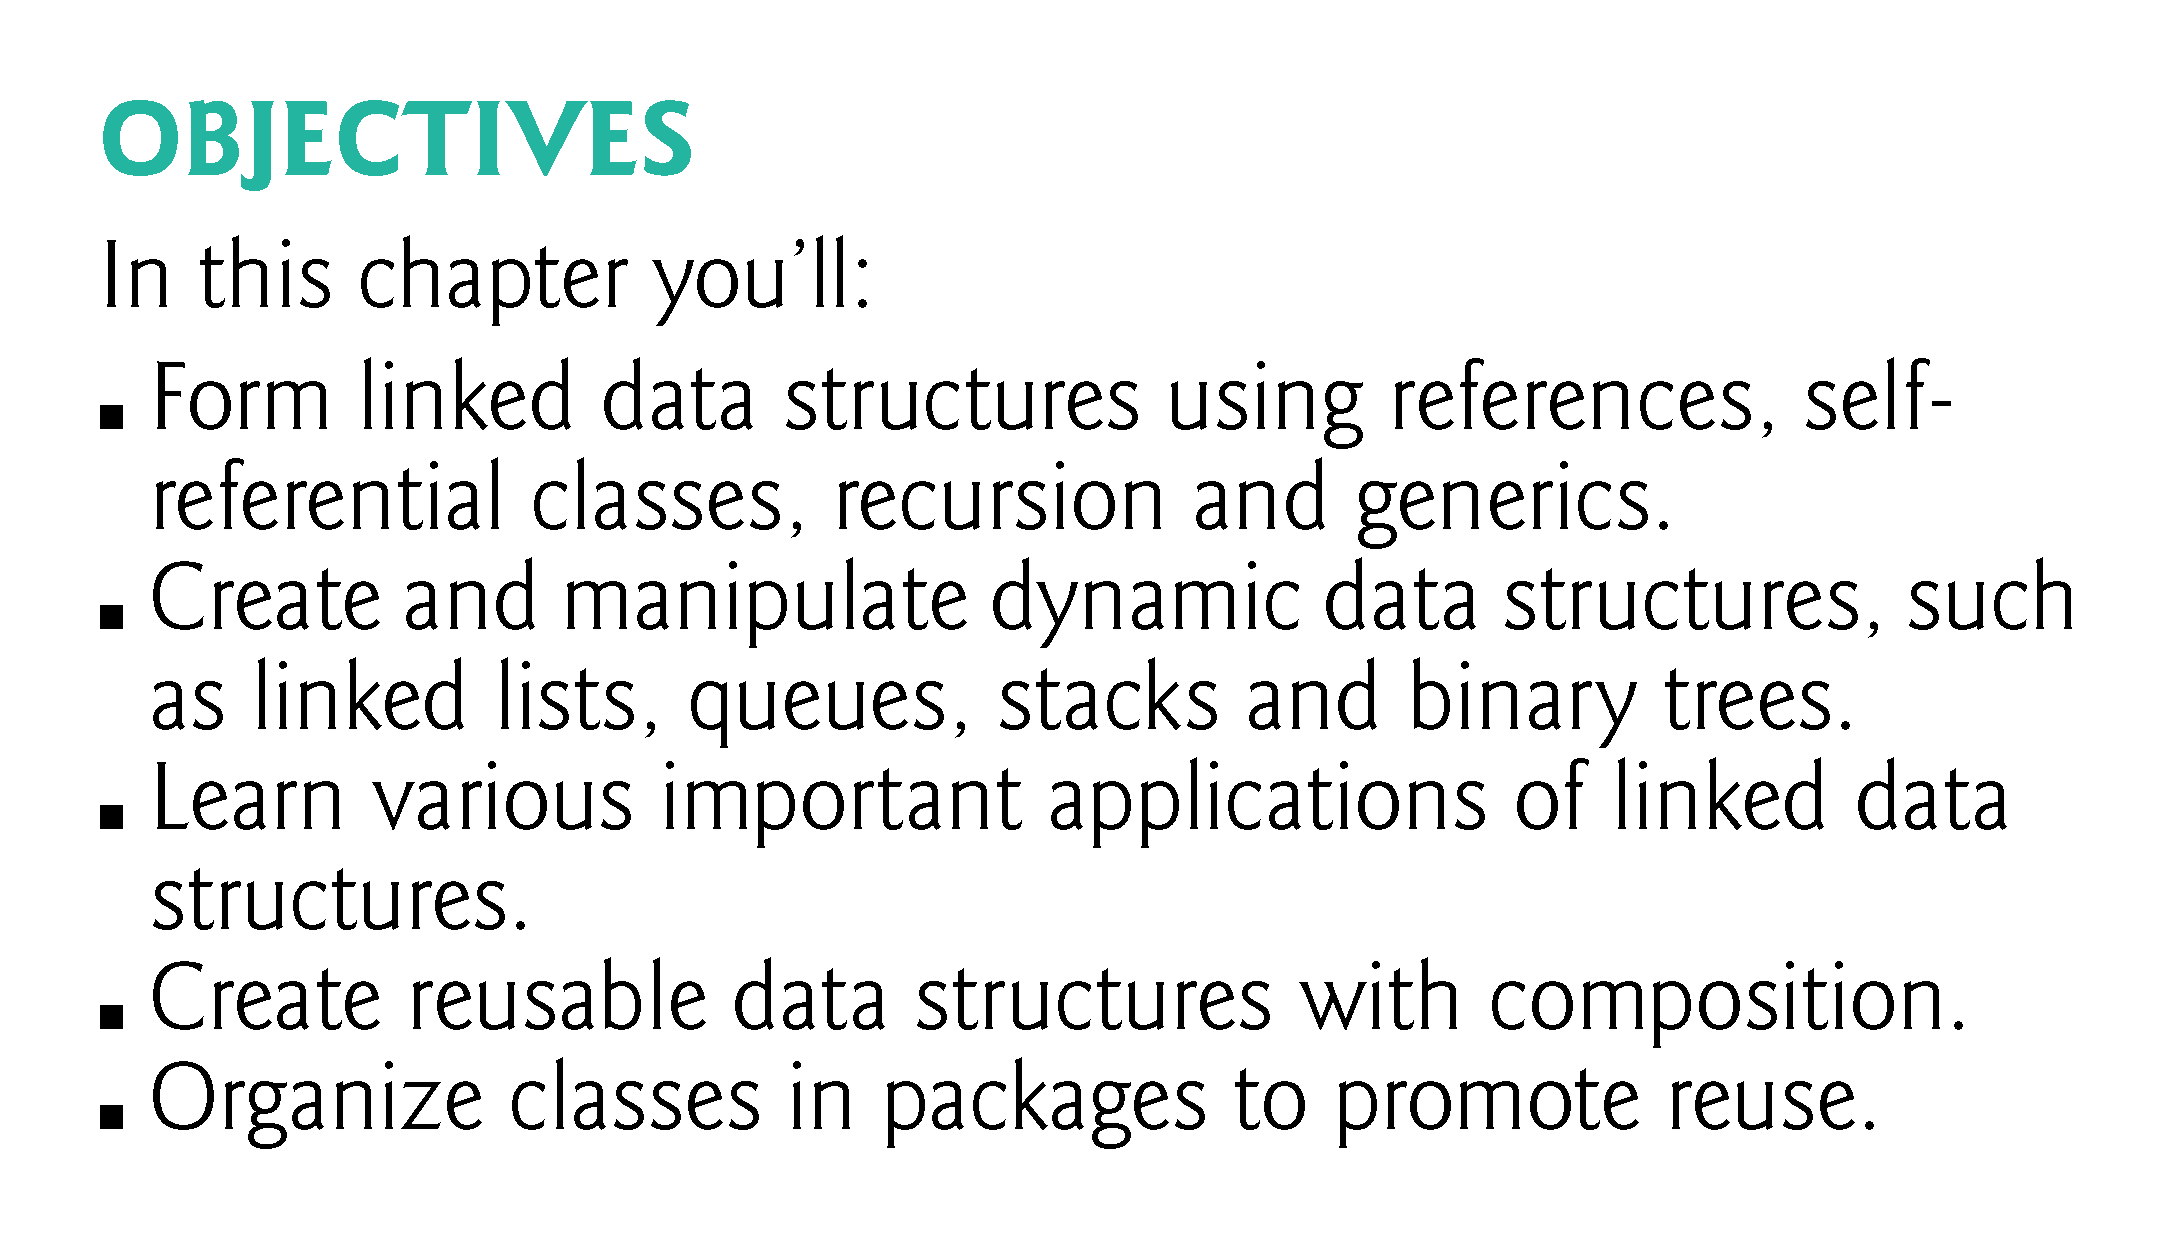 OBJECTIVES
In this chapter you’ll:
■ Form linked data structures using references, self-
referential classes, recursion and generics.
■ Create and manipulate dynamic data structures, such
as linked lists, queues, stacks and binary trees.
■ Learn various important applications of linked data
structures.
■ Create reusable data structures with composition.
■ Organize classes in packages to promote reuse.